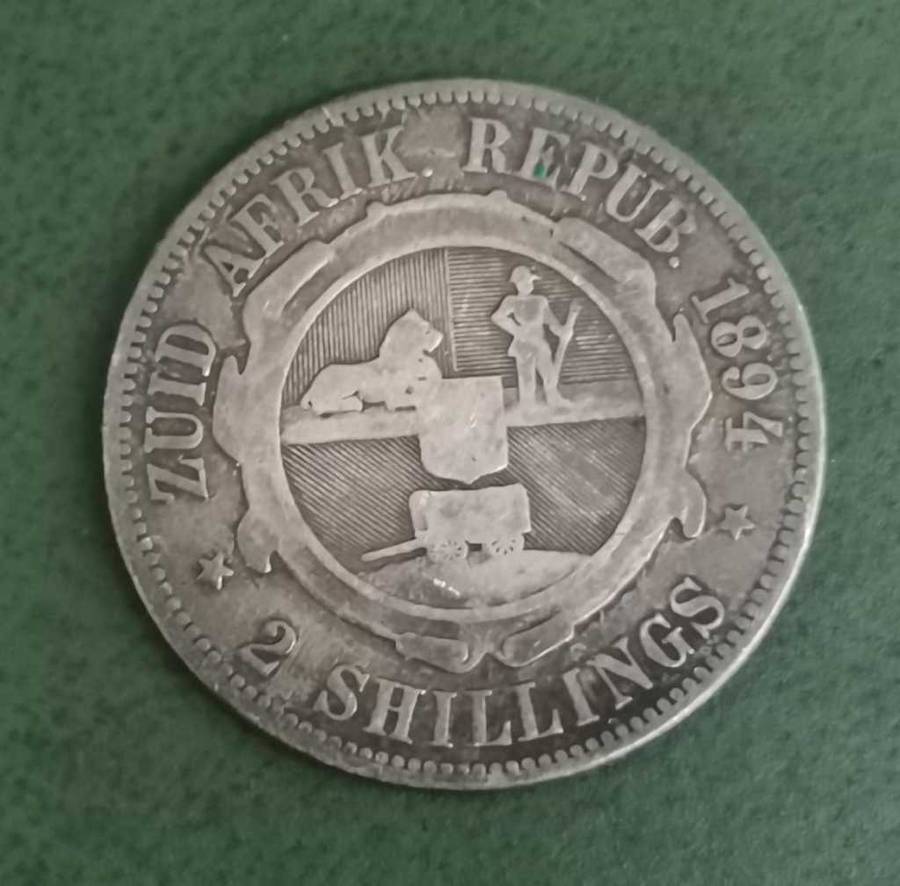 ZUID AFRIK. REPUB. 1894
2 SHILLINGS